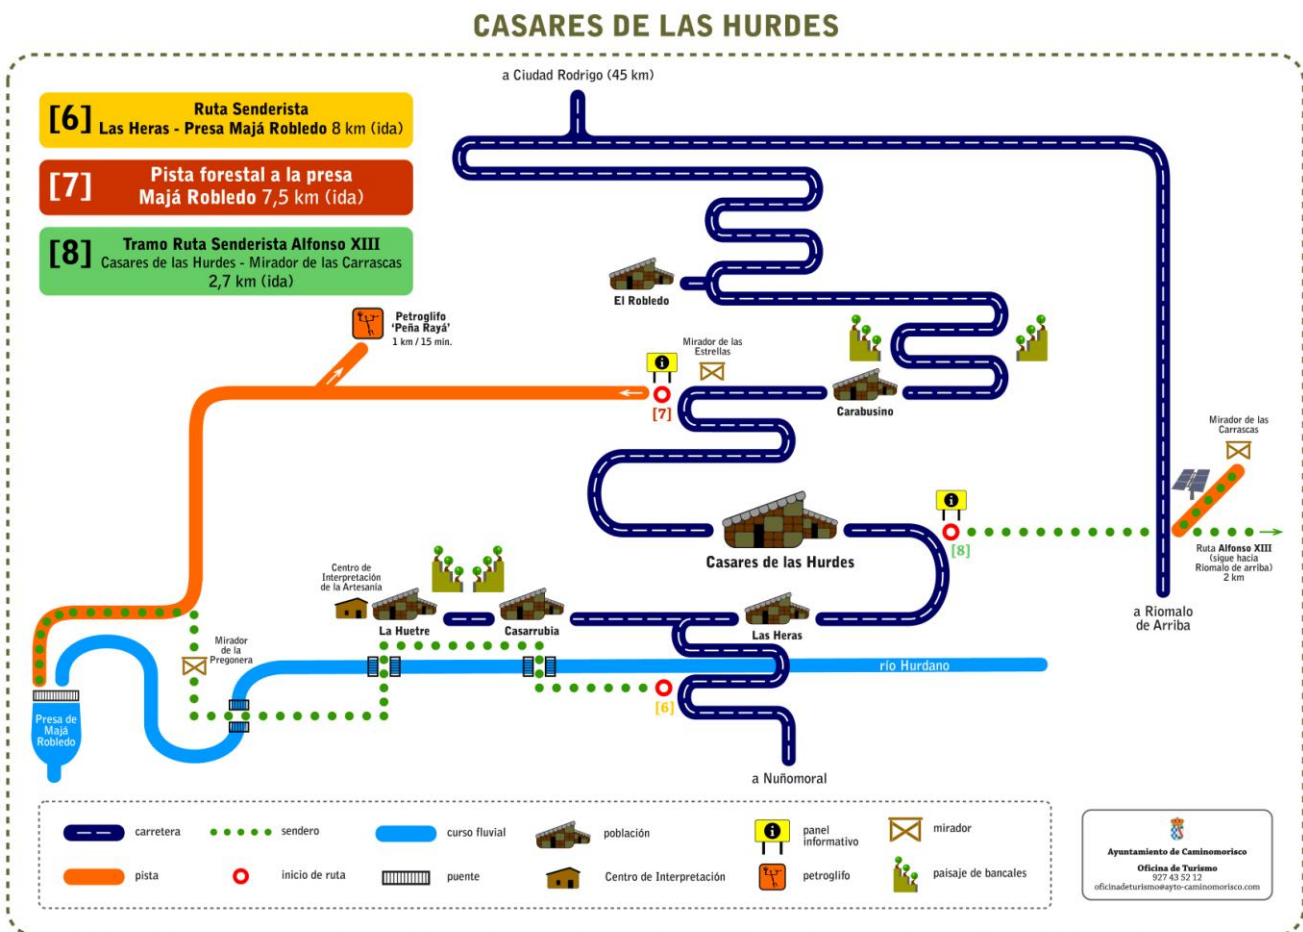 CASARES DE LAS HURDES
a Ciudad Rodrigo (45 km)
[6]
Ruta Senderista
Las Heras - Presa Majá Robledo 8 km (ida)
[7]
Pista forestal a la presa
Majá Robledo 7,5 km (ida)
[8]
Tramo Ruta Senderista Alfonso XIII
Casares de las Hurdes - Mirador de las Carrascas
2,7 km (ida)
El Robledo
Petroglifo
'Peña Rayá'
1 km / 15 min.
Mirador de las
Estrellas
i
[7]
Carabusino
Mirador de las
Carrascas
i
[8]
Casares de las Hurdes
Ruta Alfonso XIII
(sigue hacia
Riomalo de arriba)
2 km
Centro de
Interpretación
de la Artesanía
La Huetre
Casarrubia
Las Heras
a Riomalo
de Arriba
Mirador
de la
Pregonera
río Hurdano
[6]
Presa de
Majá
Robledo
a Nuñomoral
carretera
sendero
curso fluvial
población
i
panel
informativo
mirador
pista
inicio de ruta
puente
Centro de Interpretación
petroglifo
paisaje de bancales
Ayuntamiento de Caminomorisco
Oficina de Turismo
927 43 52 12
oficinadeturismo@ayto-caminomorisco.com